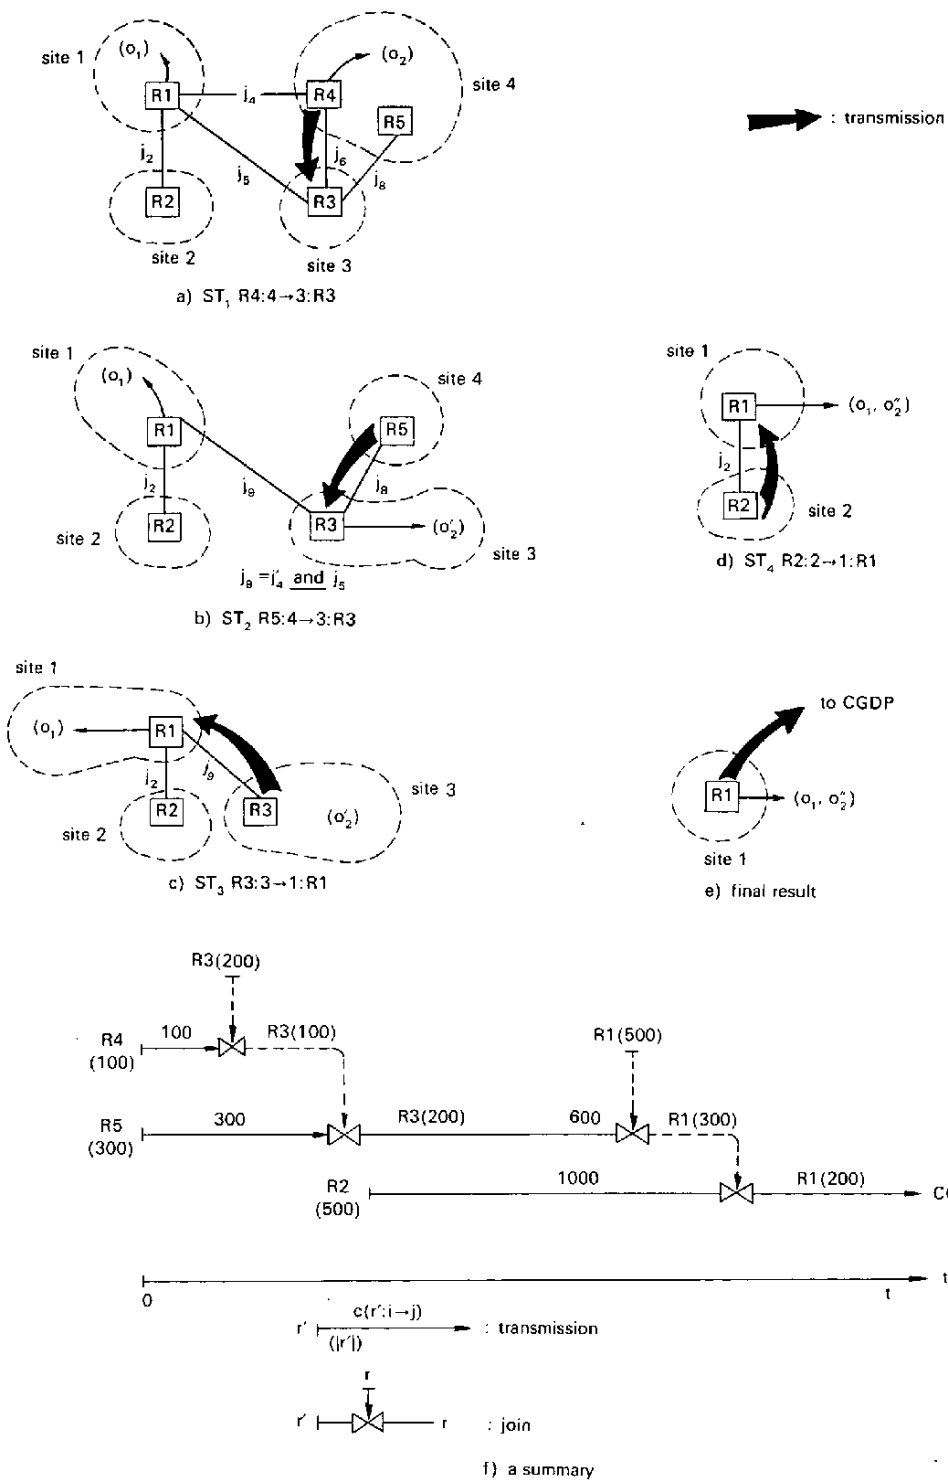 site 1
(o₁)
R1
j₄
R4
(o₂)
site 4
R5
: transmission
j₂
j₅
j₆
j₈
R2
R3
site 2
site 3
a) ST₁ R4:4→3:R3
site 1
(o₁)
R1
site 4
R5
j₂
j₉
j₈
R2
R3
(o₂′)
site 2
site 3
j₉ = j₄′ and j₅
b) ST₂ R5:4→3:R3
site 1
R1
(o₁, o₂″)
j₂
R2
site 2
d) ST₄ R2:2→1:R1
site 1
(o₁)
R1
j₂
j₉
R2
R3
(o₂′)
site 3
site 2
c) ST₃ R3:3→1:R1
to CGDP
R1
(o₁, o₂″)
site 1
e) final result
R3(200)
R4
(100)
100
R3(100)
R1(500)
R5
(300)
300
R3(200)
600
R1(300)
R2
(500)
1000
R1(200)
0
t
c(r′:i→j)
r′
(|r′|)
: transmission
r
r′
r
: join
f) a summary